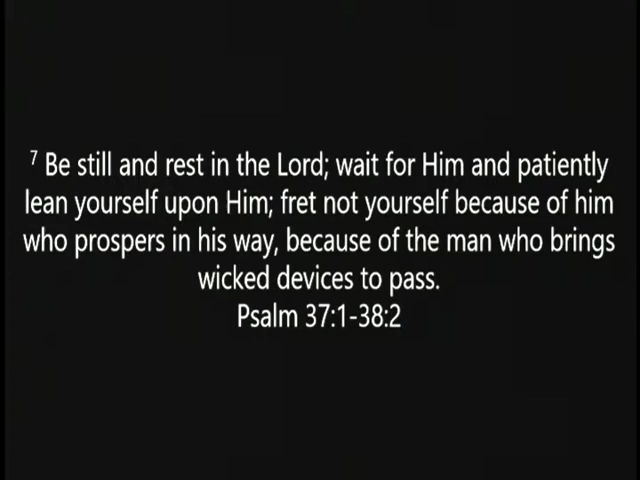 7 Be still and rest in the Lord; wait for Him and patiently
lean yourself upon Him; fret not yourself because of him
who prospers in his way, because of the man who brings
wicked devices to pass.
Psalm 37:1-38:2